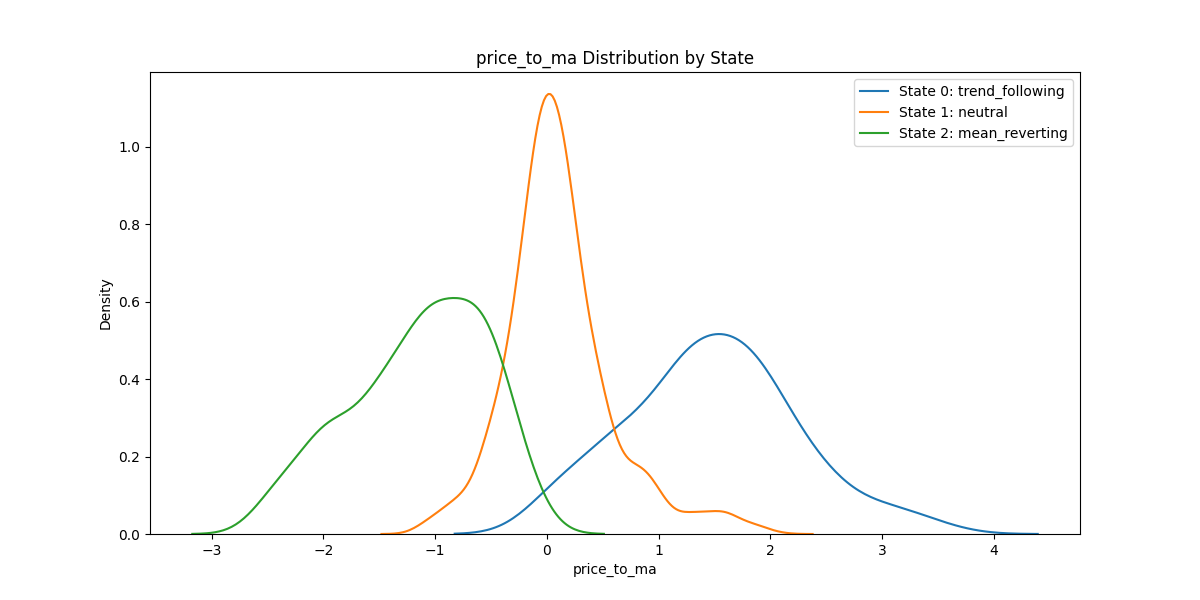 price_to_ma Distribution by State
State 0: trend_following
State 1: neutral
State 2: mean_reverting
Density
1.0
0.8
0.6
0.4
0.2
0.0
−3
−2
−1
0
1
2
3
4
price_to_ma